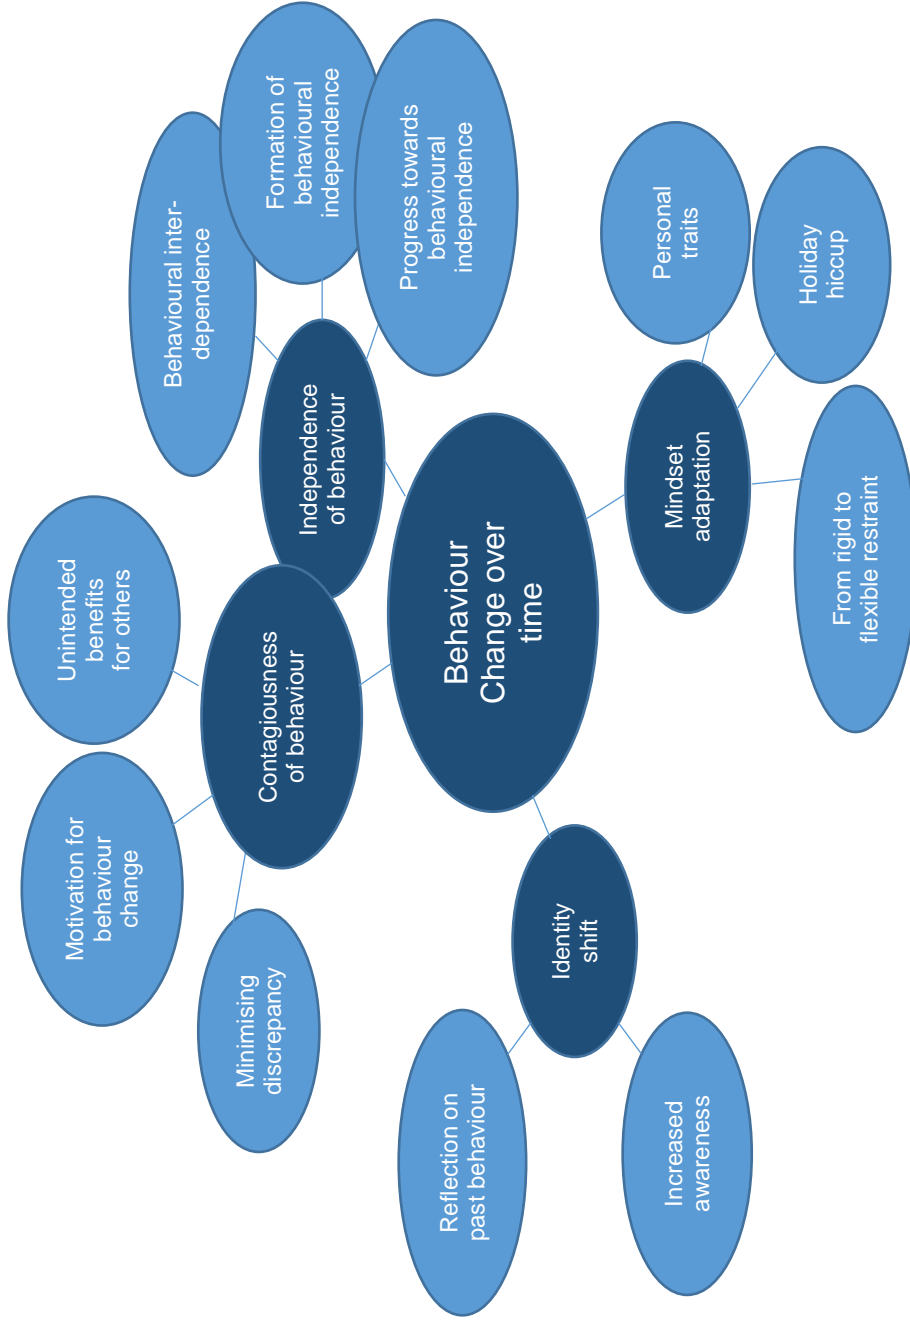 Motivation for
behaviour
change
Unintended
benefits
for others
Behavioural inter-
dependence
Formation of
behavioural
independence
Progress towards
behavioural
independence
Minimising
discrepancy
Contagiousness
of behaviour
Independence
of behaviour
Behaviour
Change over
time
Reflection on
past behaviour
Identity
shift
Increased
awareness
Mindset
adaptation
Personal
traits
Holiday
hiccup
From rigid to
flexible restraint